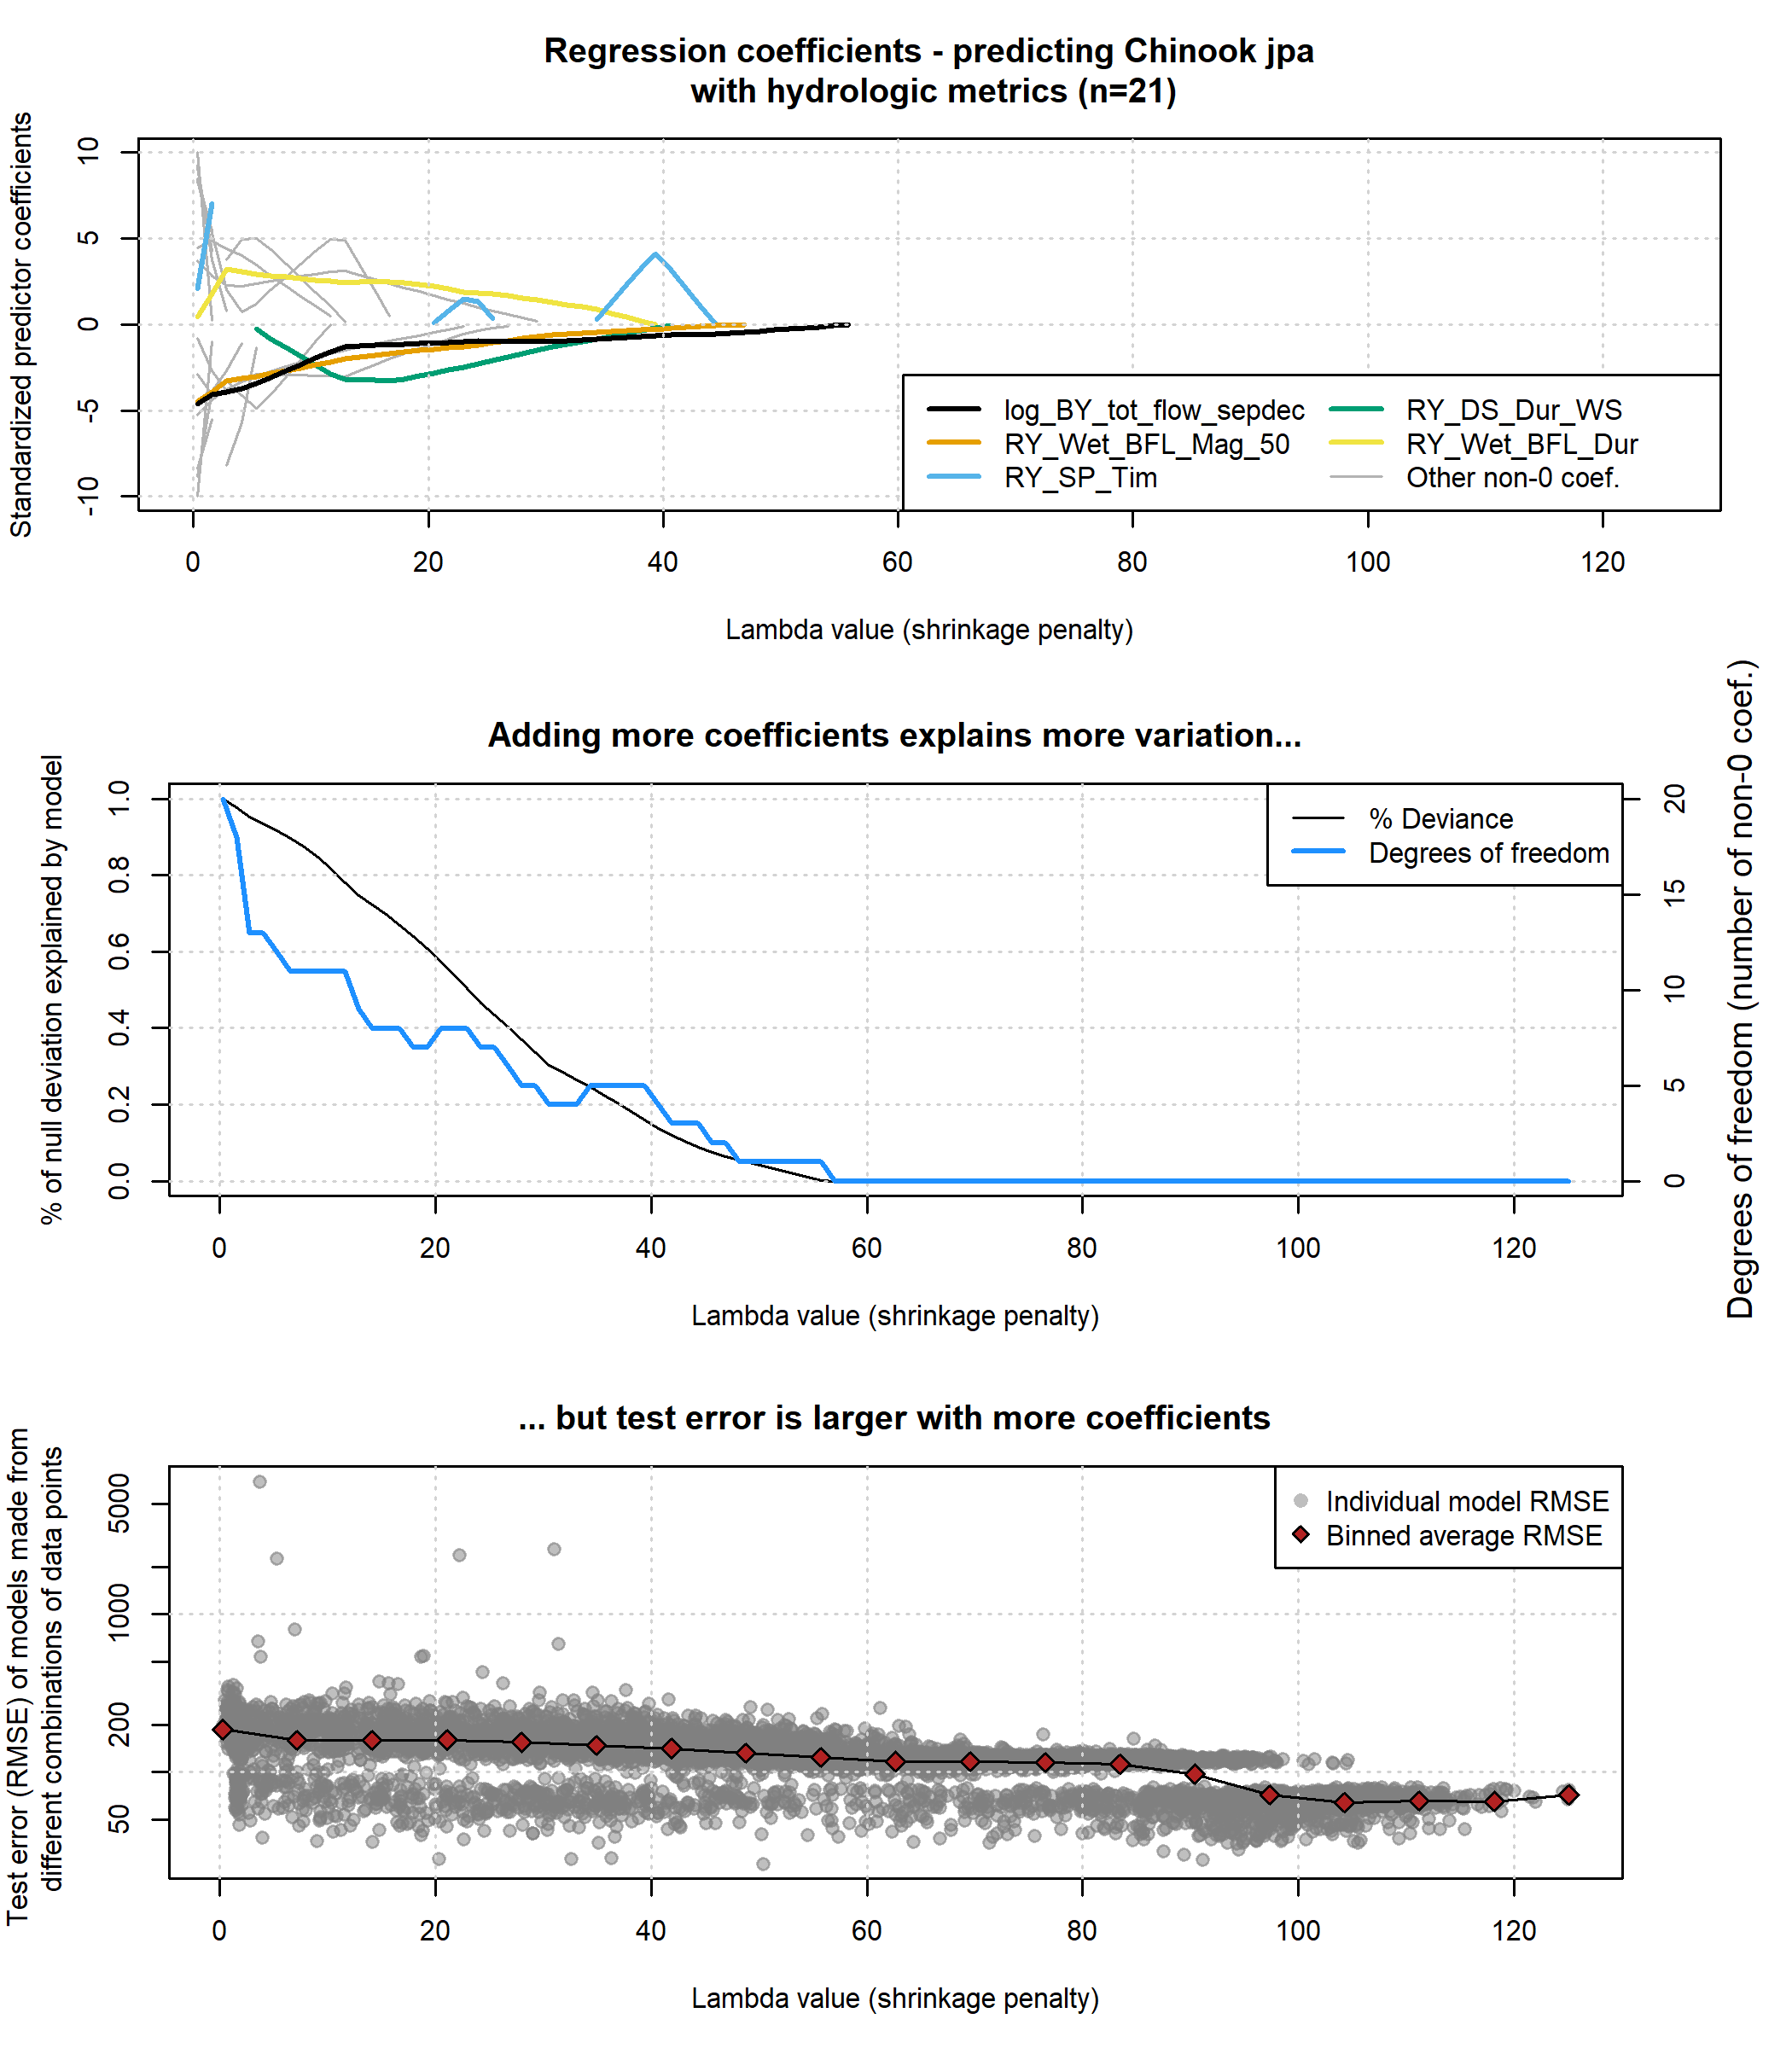 Regression coefficients - predicting Chinook jpa
with hydrologic metrics (n=21)
Standardized predictor coefficients
10
5
0
-5
-10
log_BY_tot_flow_sepdec
RY_Wet_BFL_Mag_50
RY_SP_Tim
RY_DS_Dur_WS
RY_Wet_BFL_Dur
Other non-0 coef.
0 20 40 60 80 100 120
Lambda value (shrinkage penalty)
Adding more coefficients explains more variation...
% of null deviation explained by model
1.0
0.8
0.6
0.4
0.2
0.0
% Deviance
Degrees of freedom
20
15
10
5
0
Degrees of freedom (number of non-0 coef.)
0 20 40 60 80 100 120
Lambda value (shrinkage penalty)
... but test error is larger with more coefficients
Test error (RMSE) of models made from
different combinations of data points
5000
1000
200
50
Individual model RMSE
Binned average RMSE
0 20 40 60 80 100 120
Lambda value (shrinkage penalty)